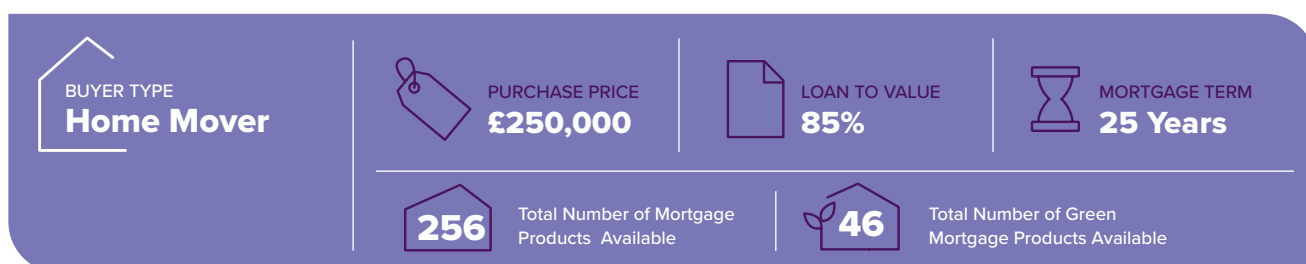 BUYER TYPE
Home Mover
PURCHASE PRICE
£250,000
LOAN TO VALUE
85%
MORTGAGE TERM
25 Years
256
Total Number of Mortgage
Products Available
46
Total Number of Green
Mortgage Products Available